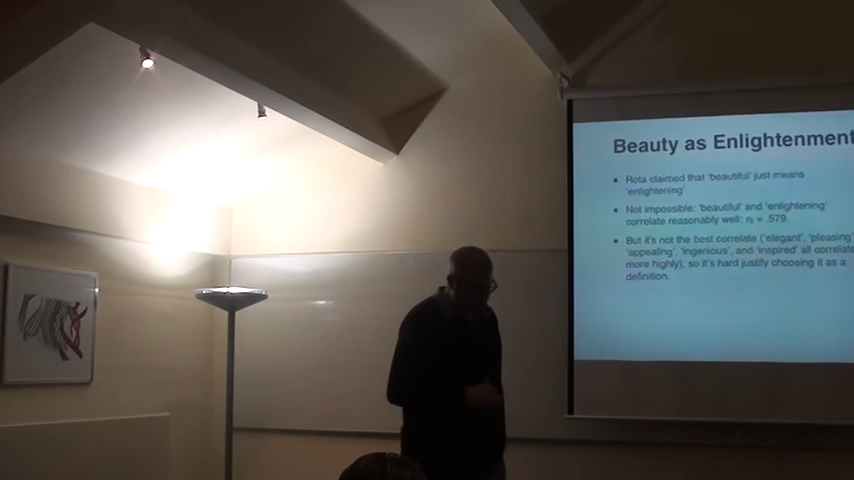 Beauty as Enlightenment
• Rota claimed that 'beautiful' just means
'enlightening'
• Not impossible: 'beautiful' and 'enlightening'
correlate reasonably well: rₛ = .579.
• But it's not the best correlate ('elegant', 'pleasing'
'appealing', 'ingenious', and 'inspired' all correlate
more highly), so it's hard justify choosing it as a
definition.